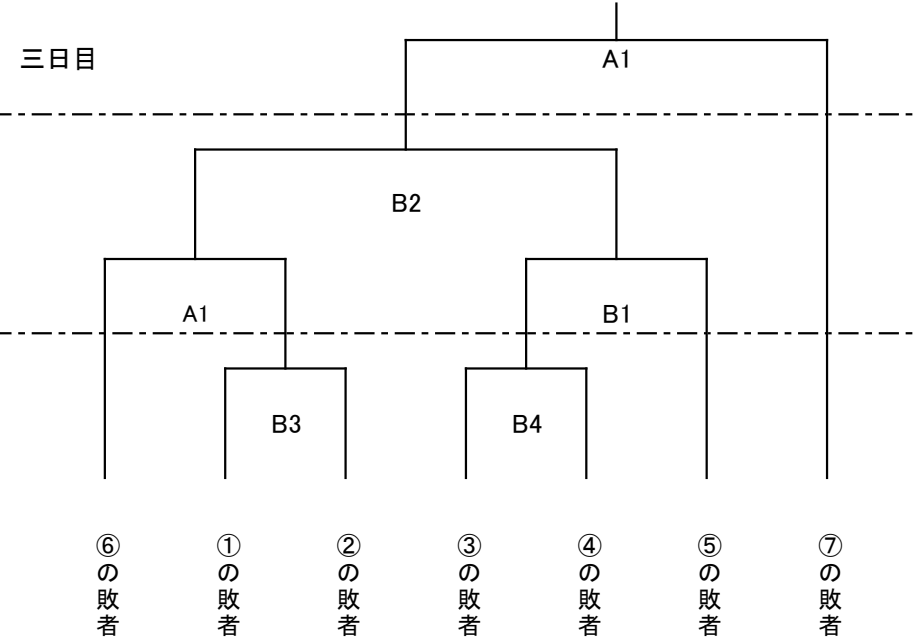 三日目
A1
B2
A1
B1
B3
B4
⑥の敗者
①の敗者
②の敗者
③の敗者
④の敗者
⑤の敗者
⑦の敗者